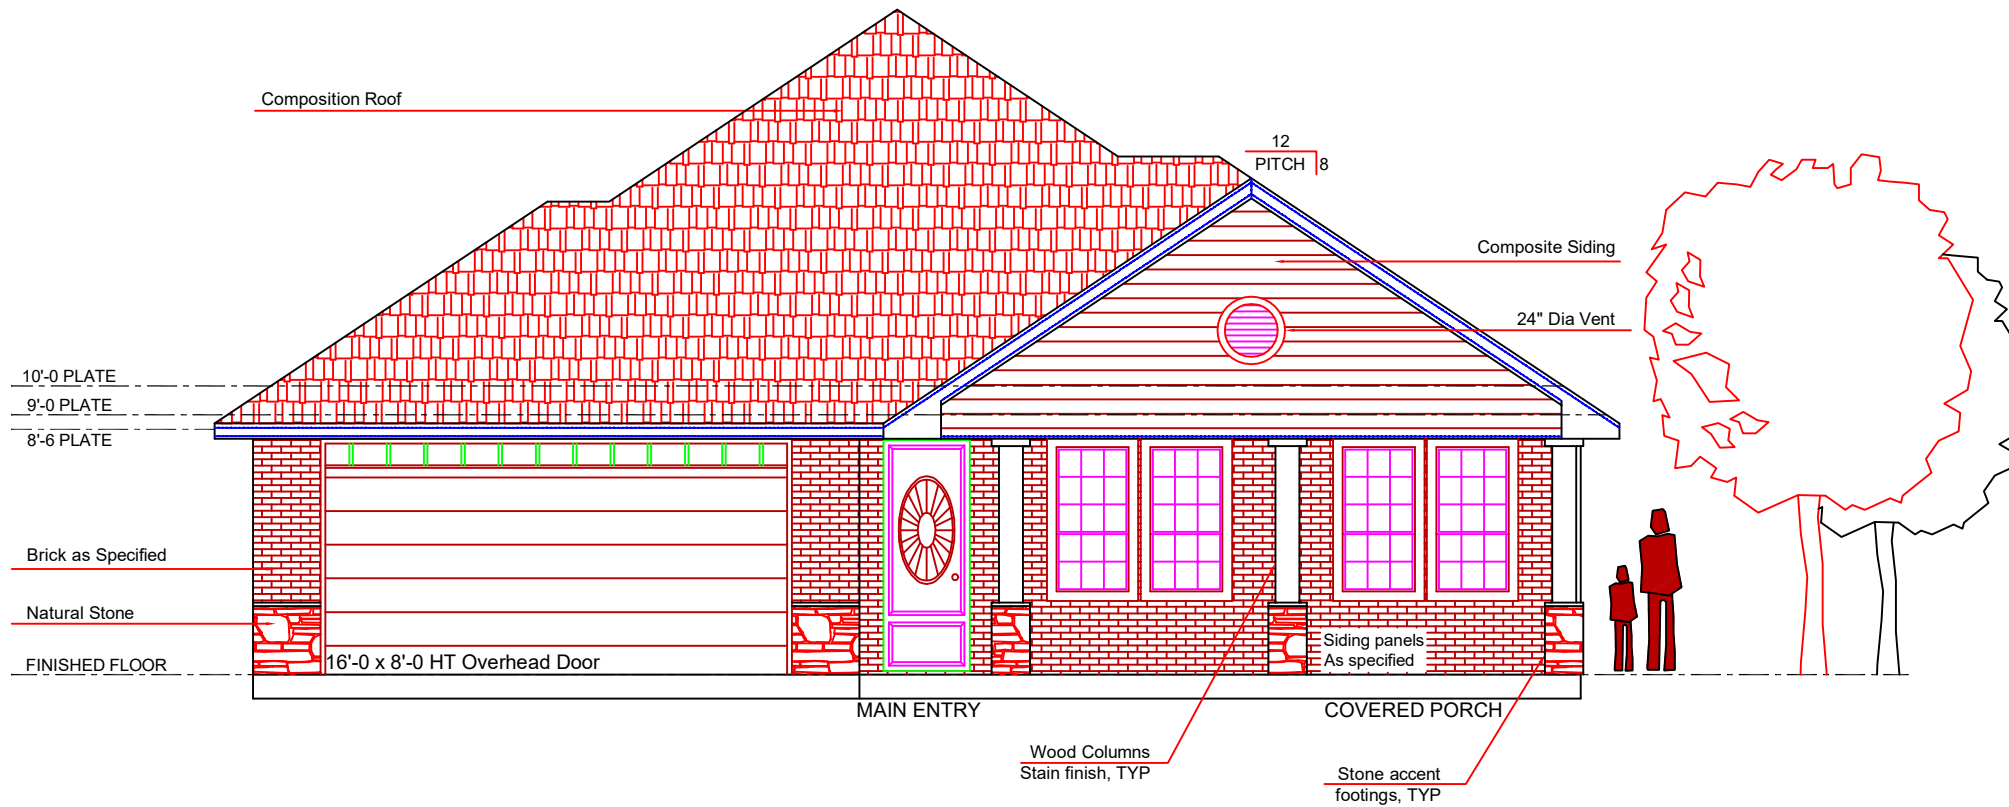 Composition Roof
12
PITCH 8
Composite Siding
24" Dia Vent
10'-0 PLATE
9'-0 PLATE
8'-6 PLATE
Brick as Specified
Natural Stone
FINISHED FLOOR
16'-0 x 8'-0 HT Overhead Door
Siding panels
As specified
MAIN ENTRY
COVERED PORCH
Wood Columns
Stain finish, TYP
Stone accent
footings, TYP